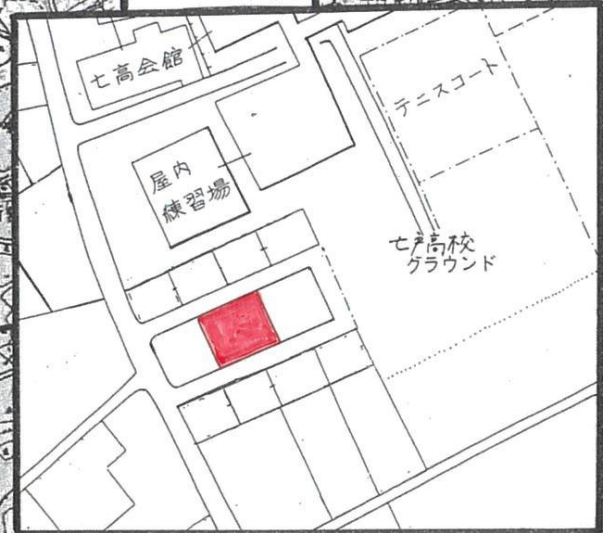 七高会館
テニスコート
屋内
練習場
七戸高校
グラウンド